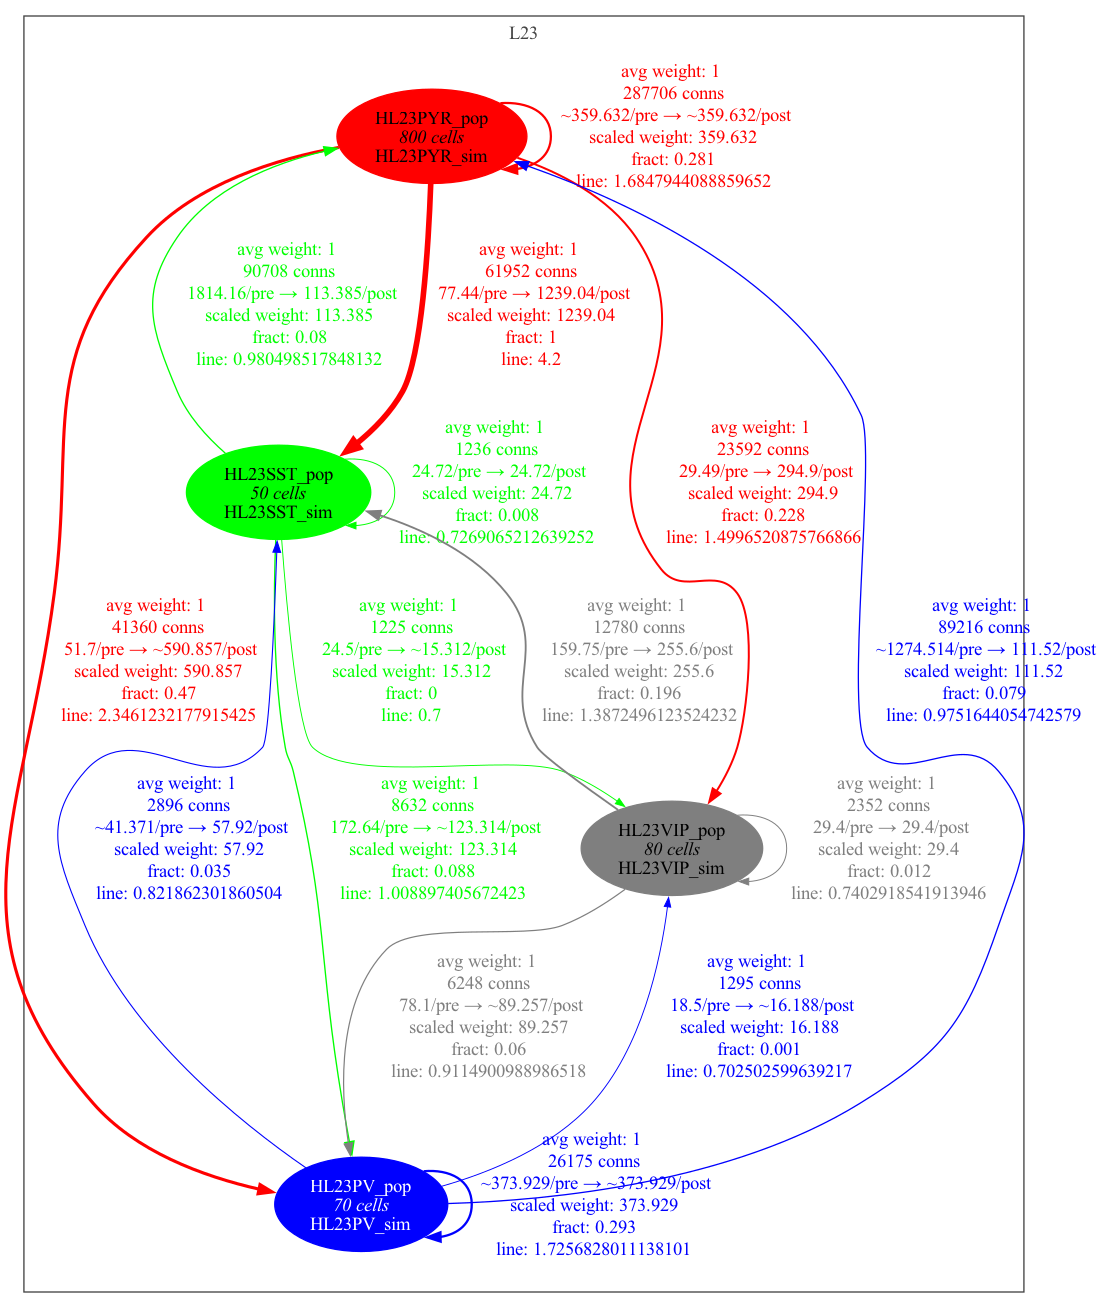 L23
HL23PYR_pop
800 cells
HL23PYR_sim
avg weight: 1
287706 conns
~359.632/pre → ~359.632/post
scaled weight: 359.632
fract: 0.281
line: 1.6847944088859652
avg weight: 1
90708 conns
1814.16/pre → 113.385/post
scaled weight: 113.385
fract: 0.08
line: 0.980498517848132
avg weight: 1
61952 conns
77.44/pre → 1239.04/post
scaled weight: 1239.04
fract: 1
line: 4.2
HL23SST_pop
50 cells
HL23SST_sim
avg weight: 1
1236 conns
24.72/pre → 24.72/post
scaled weight: 24.72
fract: 0.008
line: 0.7269065212639252
avg weight: 1
23592 conns
29.49/pre → 294.9/post
scaled weight: 294.9
fract: 0.228
line: 1.4996520875766866
avg weight: 1
41360 conns
51.7/pre → ~590.857/post
scaled weight: 590.857
fract: 0.47
line: 2.3461232177915425
avg weight: 1
1225 conns
24.5/pre → ~15.312/post
scaled weight: 15.312
fract: 0
line: 0.7
avg weight: 1
12780 conns
159.75/pre → 255.6/post
scaled weight: 255.6
fract: 0.196
line: 1.3872496123524232
avg weight: 1
89216 conns
~1274.514/pre → 111.52/post
scaled weight: 111.52
fract: 0.079
line: 0.9751644054742579
avg weight: 1
2896 conns
~41.371/pre → 57.92/post
scaled weight: 57.92
fract: 0.035
line: 0.821862301860504
avg weight: 1
8632 conns
172.64/pre → ~123.314/post
scaled weight: 123.314
fract: 0.088
line: 1.008897405672423
HL23VIP_pop
80 cells
HL23VIP_sim
avg weight: 1
2352 conns
29.4/pre → 29.4/post
scaled weight: 29.4
fract: 0.012
line: 0.7402918541913946
avg weight: 1
6248 conns
78.1/pre → ~89.257/post
scaled weight: 89.257
fract: 0.06
line: 0.9114900988986518
avg weight: 1
1295 conns
18.5/pre → ~16.188/post
scaled weight: 16.188
fract: 0.001
line: 0.702502599639217
HL23PV_pop
70 cells
HL23PV_sim
avg weight: 1
26175 conns
~373.929/pre → ~373.929/post
scaled weight: 373.929
fract: 0.293
line: 1.7256828011138101